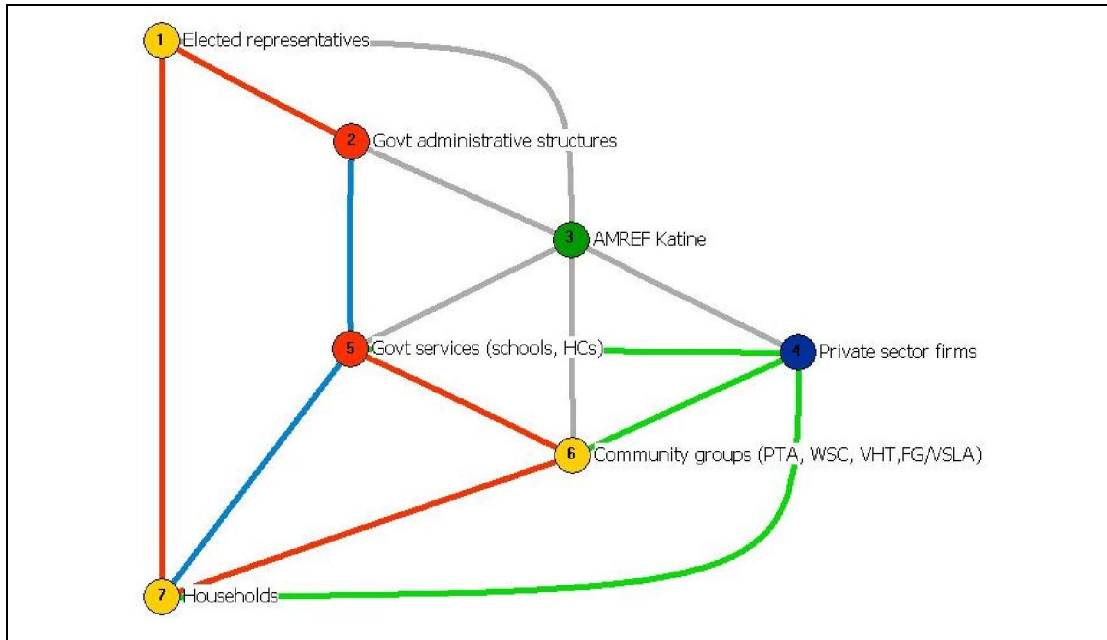 1 Elected representatives
2 Govt administrative structures
3 AMREF Katine
5 Govt services (schools, HCs)
4 Private sector firms
6 Community groups (PTA, WSC, VHT,FG/VSLA)
7 Households